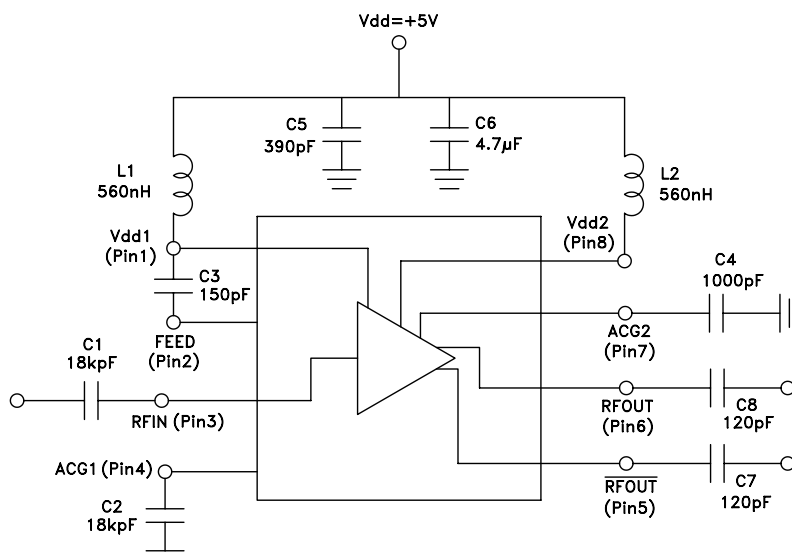 Vdd=+5V
C5
390pF
C6
4.7µF
L1
560nH
L2
560nH
Vdd1
(Pin1)
Vdd2
(Pin8)
C3
150pF
C4
1000pF
FEED
(Pin2)
ACG2
(Pin7)
C1
18kpF
RFIN (Pin3)
RFOUT
(Pin6)
C8
120pF
ACG1 (Pin4)
C2
18kpF
RFOUT
(Pin5)
C7
120pF